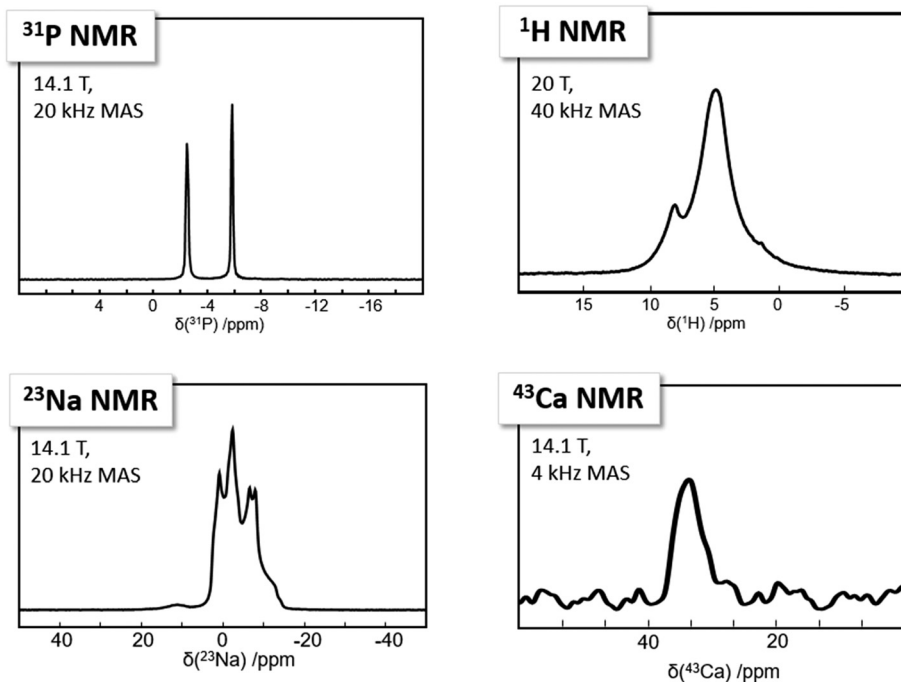 ³¹P NMR
14.1 T,
20 kHz MAS
4 0 -4 -8 -12 -16
δ(³¹P) /ppm)
¹H NMR
20 T,
40 kHz MAS
15 10 5 0 -5
δ(¹H) /ppm
²³Na NMR
14.1 T,
20 kHz MAS
40 20 0 -20 -40
δ(²³Na) /ppm
⁴³Ca NMR
14.1 T,
4 kHz MAS
40 20
δ(⁴³Ca) /ppm